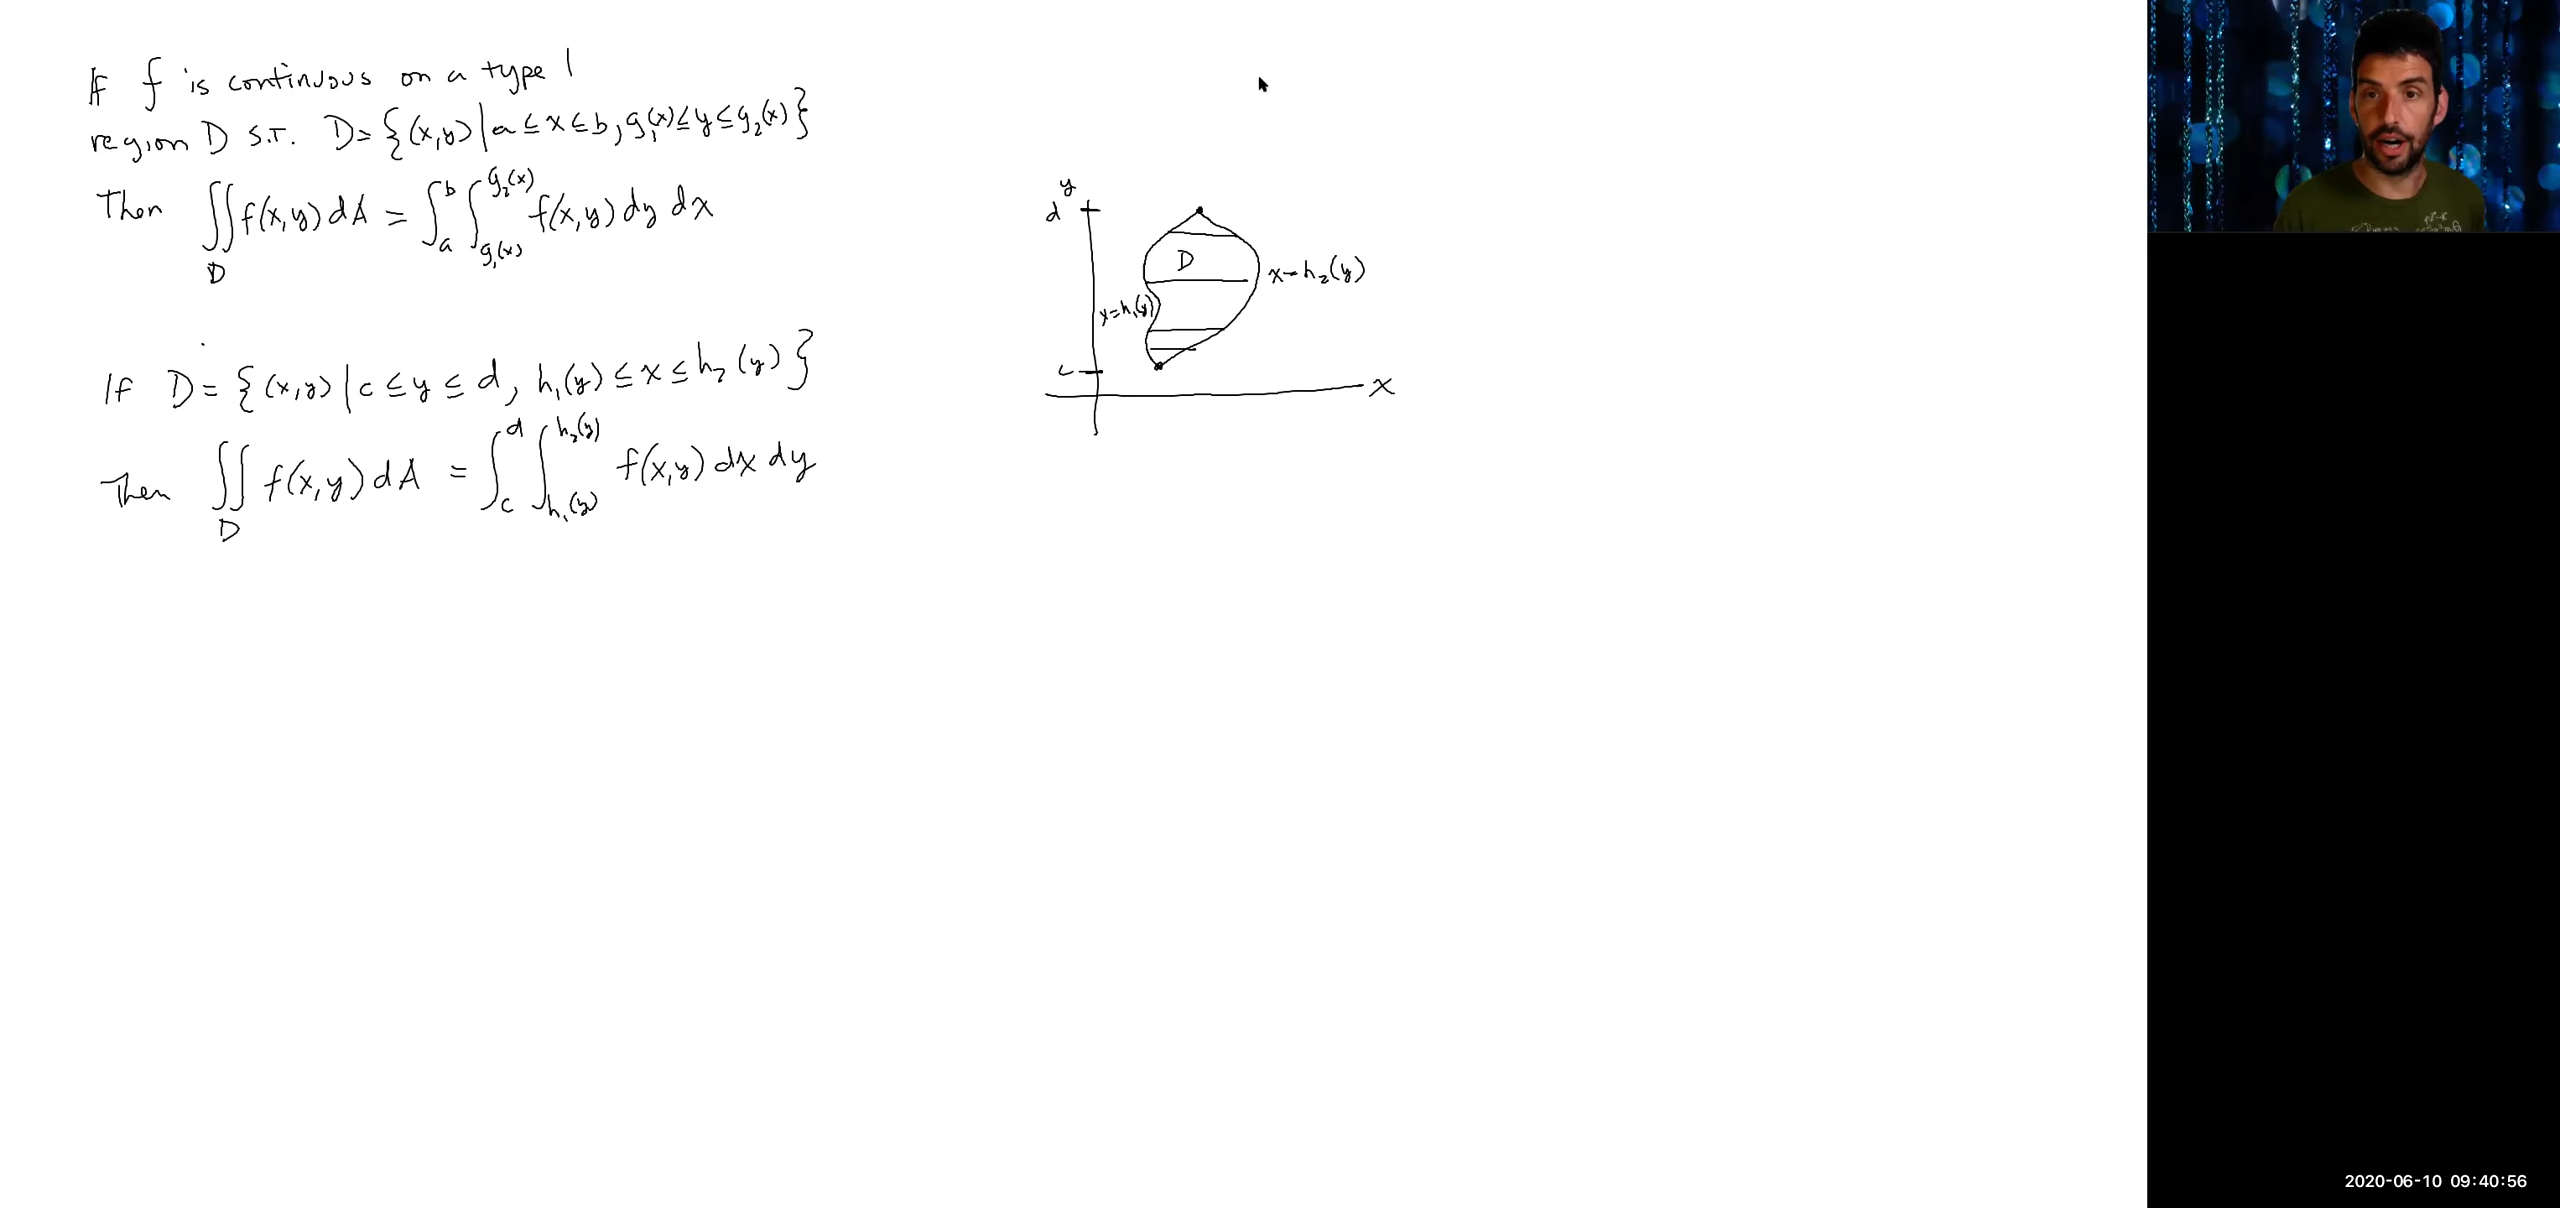 If f is continuous on a type 1
region D s.t. D = {(x,y) | a ≤ x ≤ b, g₁(x) ≤ y ≤ g₂(x)}
Then ∬_D f(x,y) dA = ∫_a^b ∫_{g₁(x)}^{g₂(x)} f(x,y) dy dx
If D = {(x,y) | c ≤ y ≤ d, h₁(y) ≤ x ≤ h₂(y)}
Then ∬_D f(x,y) dA = ∫_c^d ∫_{h₁(y)}^{h₂(y)} f(x,y) dx dy
y
d
D
x = h₂(y)
x = h₁(y)
c
x
2020-06-10 09:40:56